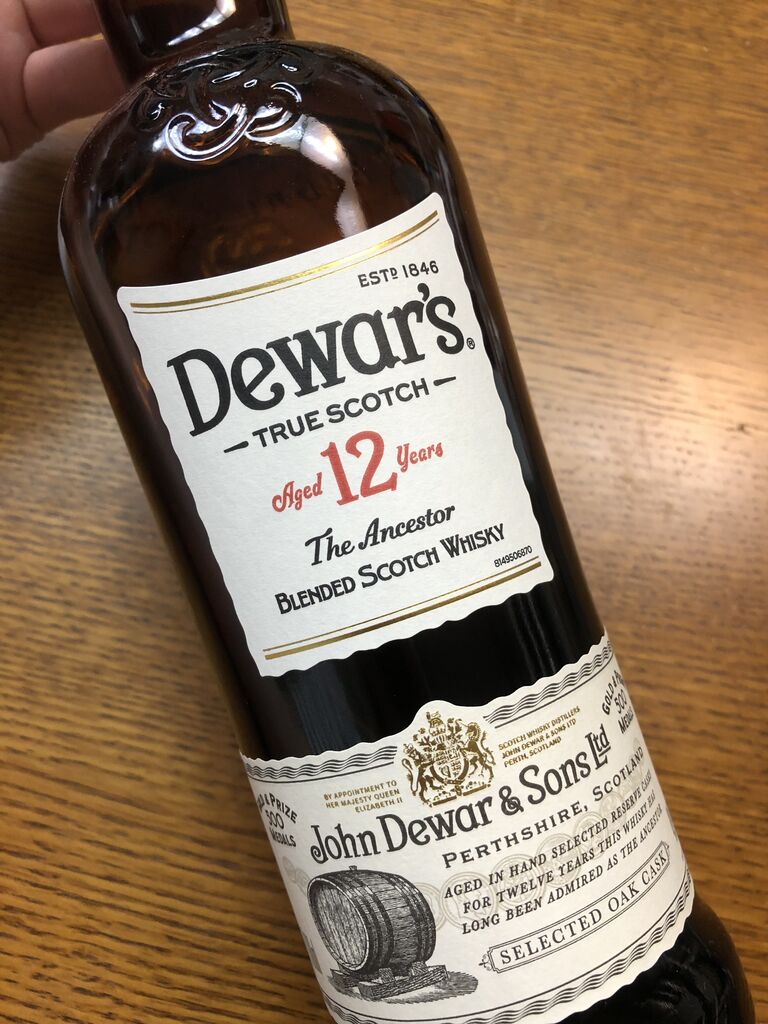 ESTD 1846
Dewar's®
TRUE SCOTCH
Aged 12 Years
The Ancestor
BLENDED SCOTCH WHISKY
8149506870
BY APPOINTMENT TO
HER MAJESTY QUEEN
ELIZABETH II
SCOTCH WHISKY DISTILLERS
JOHN DEWAR & SONS LTD
PERTH, SCOTLAND
& PRIZE
500
MEDALS
GOLD &
500
MEDALS
John Dewar & Sons Ltd
PERTHSHIRE, SCOTLAND
AGED IN HAND SELECTED RESERVE CASKS
FOR TWELVE YEARS THIS WHISKY HAS
LONG BEEN ADMIRED AS THE ANCESTOR
SELECTED OAK CASK